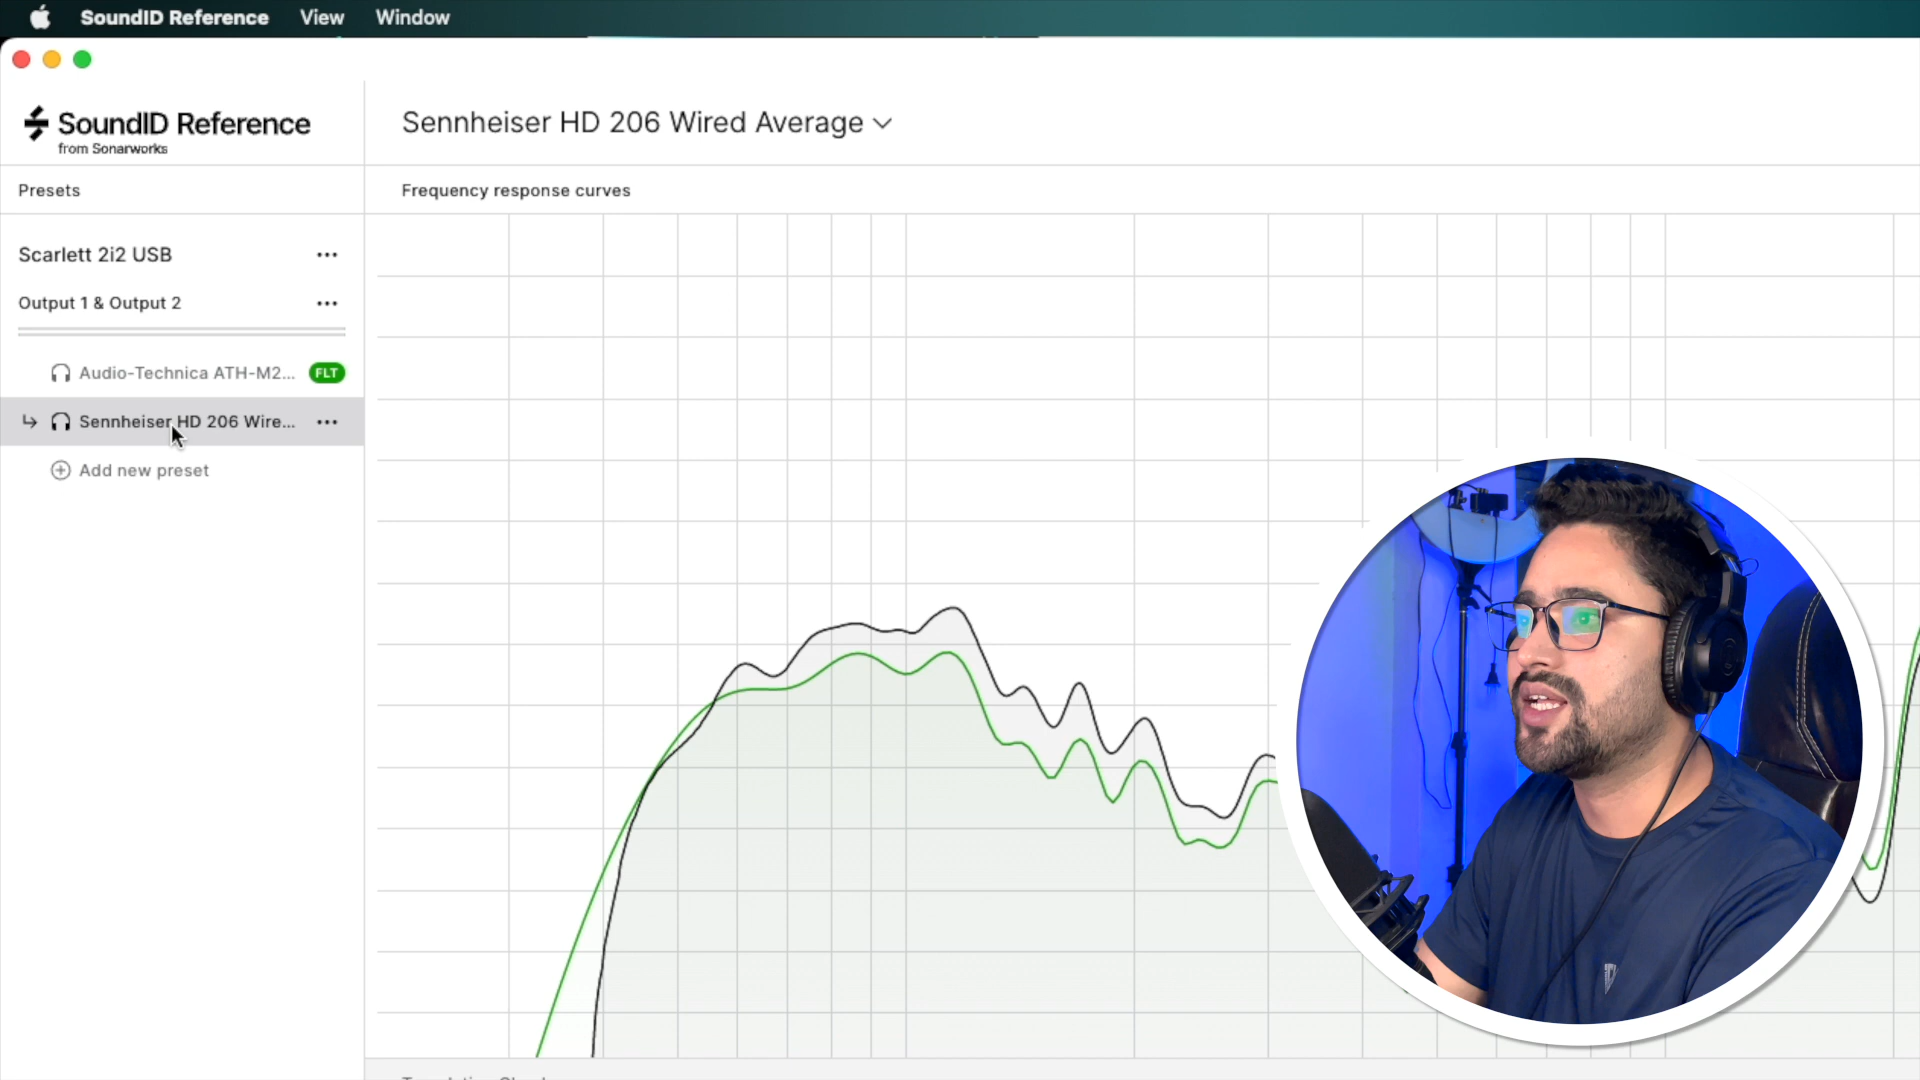 SoundID Reference View Window
SoundID Reference
from Sonarworks
Sennheiser HD 206 Wired Average
Presets
Frequency response curves
Scarlett 2i2 USB
Output 1 & Output 2
Audio-Technica ATH-M2... FLT
Sennheiser HD 206 Wire...
Add new preset